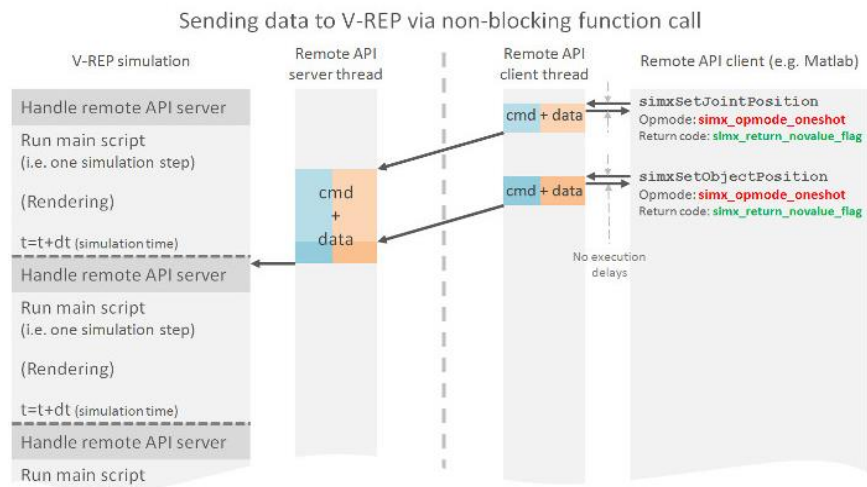 Sending data to V-REP via non-blocking function call
V-REP simulation
Remote API
server thread
Remote API
client thread
Remote API client (e.g. Matlab)
Handle remote API server
Run main script
(i.e. one simulation step)
(Rendering)
t=t+dt (simulation time)
Handle remote API server
Run main script
(i.e. one simulation step)
(Rendering)
t=t+dt (simulation time)
Handle remote API server
Run main script
cmd
+
data
cmd + data
cmd + data
simxSetJointPosition
Opmode: simx_opmode_oneshot
Return code: simx_return_novalue_flag
simxSetObjectPosition
Opmode: simx_opmode_oneshot
Return code: simx_return_novalue_flag
No execution
delays